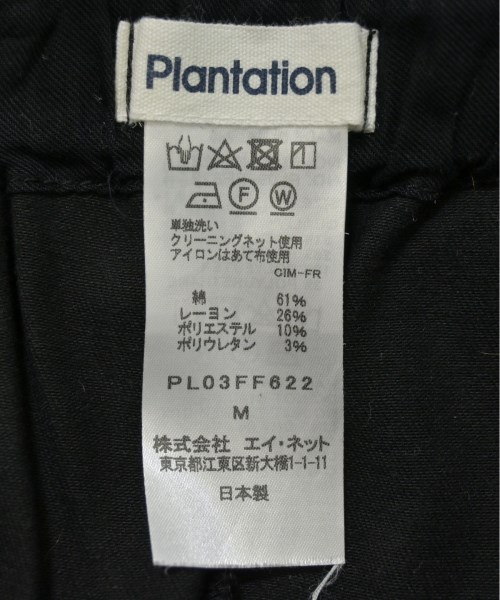 Plantation
F W
単独洗い
クリーニングネット使用
アイロンはあて布使用
CIM-FR
綿 61%
レーヨン 26%
ポリエステル 10%
ポリウレタン 3%
PL03FF622
M
株式会社 エイ・ネット
東京都江東区新大橋1-1-11
日本製